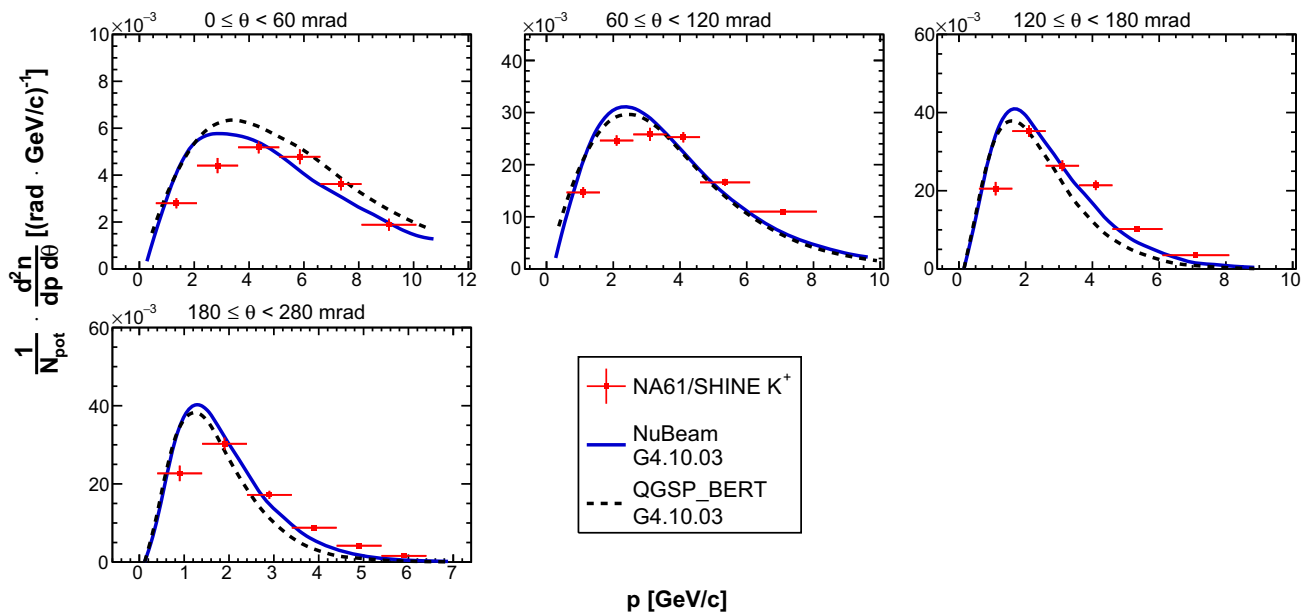 0 ≤ θ < 60 mrad
60 ≤ θ < 120 mrad
120 ≤ θ < 180 mrad
×10⁻³
×10⁻³
×10⁻³
10
8
6
4
2
0
0 2 4 6 8 10 12
40
30
20
10
0
0 2 4 6 8 10
60
40
20
0
0 2 4 6 8 10
1/N_pot · d²n/dp dθ [(rad · GeV/c)⁻¹]
180 ≤ θ < 280 mrad
×10⁻³
60
40
20
0
0 1 2 3 4 5 6 7
NA61/SHINE K⁺
NuBeam
G4.10.03
QGSP_BERT
G4.10.03
p [GeV/c]